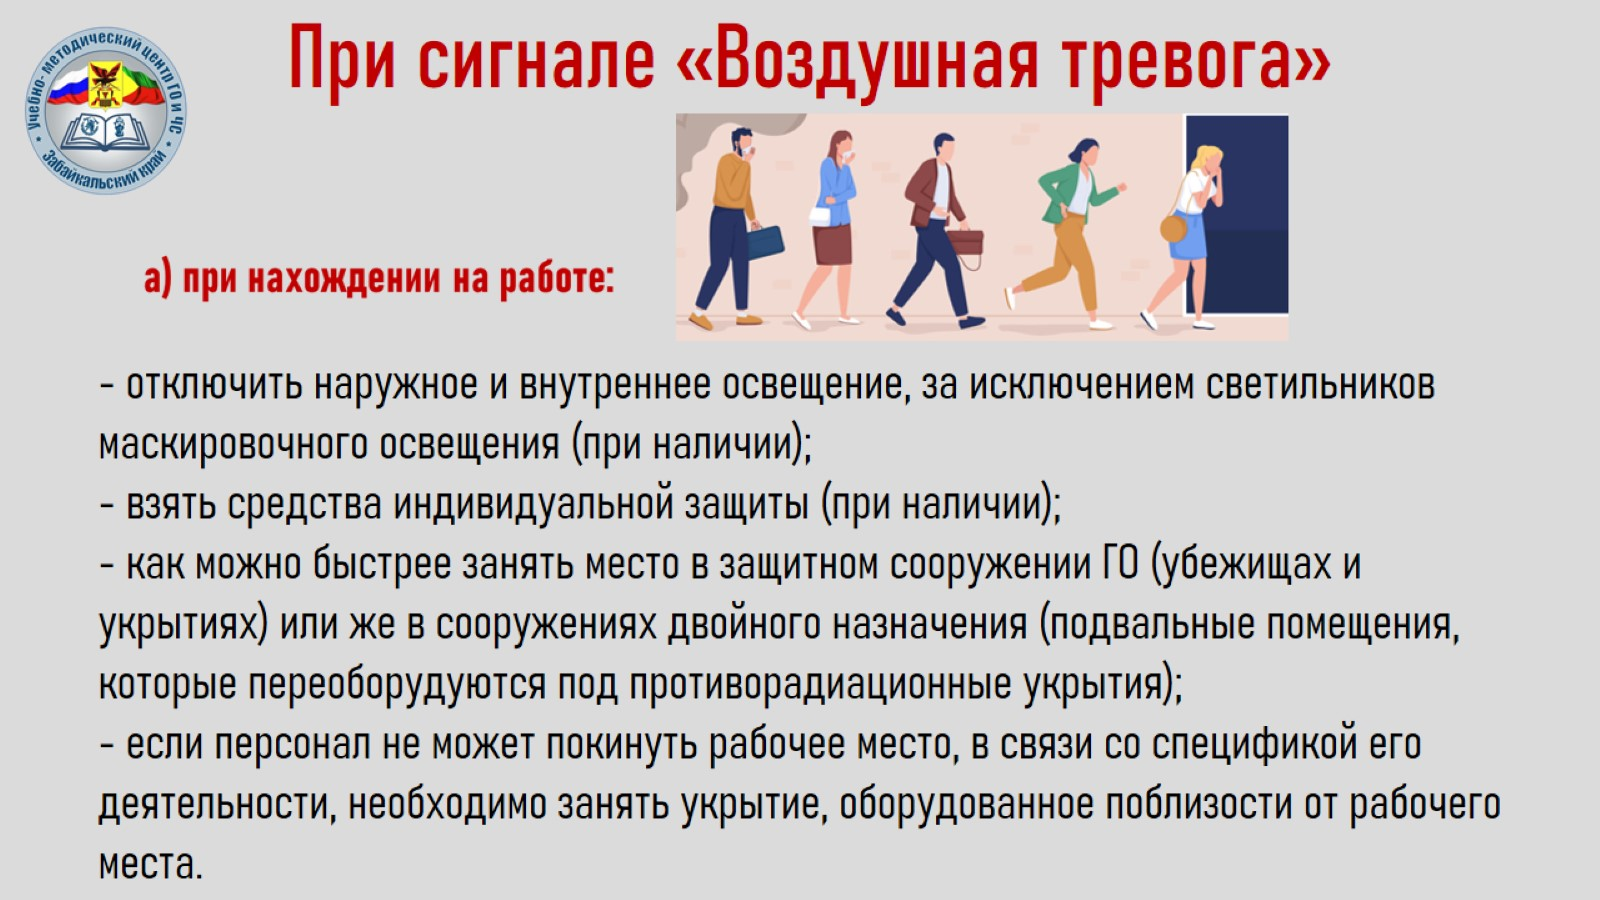 Учебно-методический центр ГО и ЧС
Забайкальский край
При сигнале «Воздушная тревога»
а) при нахождении на работе:
- отключить наружное и внутреннее освещение, за исключением светильников
маскировочного освещения (при наличии);
- взять средства индивидуальной защиты (при наличии);
- как можно быстрее занять место в защитном сооружении ГО (убежищах и
укрытиях) или же в сооружениях двойного назначения (подвальные помещения,
которые переоборудуются под противорадиационные укрытия);
- если персонал не может покинуть рабочее место, в связи со спецификой его
деятельности, необходимо занять укрытие, оборудованное поблизости от рабочего
места.